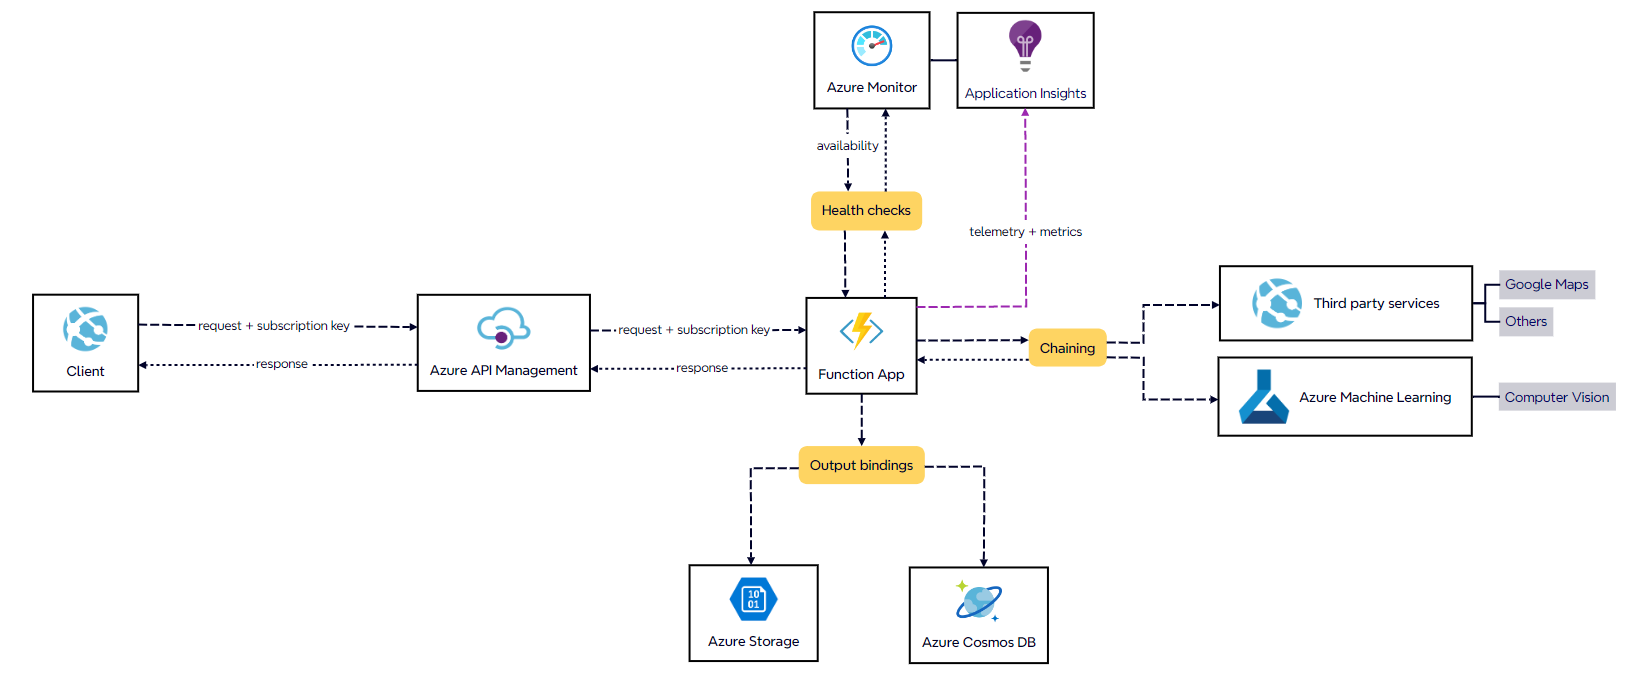 Azure Monitor
Application Insights
availability
Health checks
telemetry + metrics
Client
request + subscription key
response
Azure API Management
request + subscription key
response
Function App
Chaining
Third party services
Google Maps
Others
Azure Machine Learning
Computer Vision
Output bindings
10
01
Azure Storage
Azure Cosmos DB